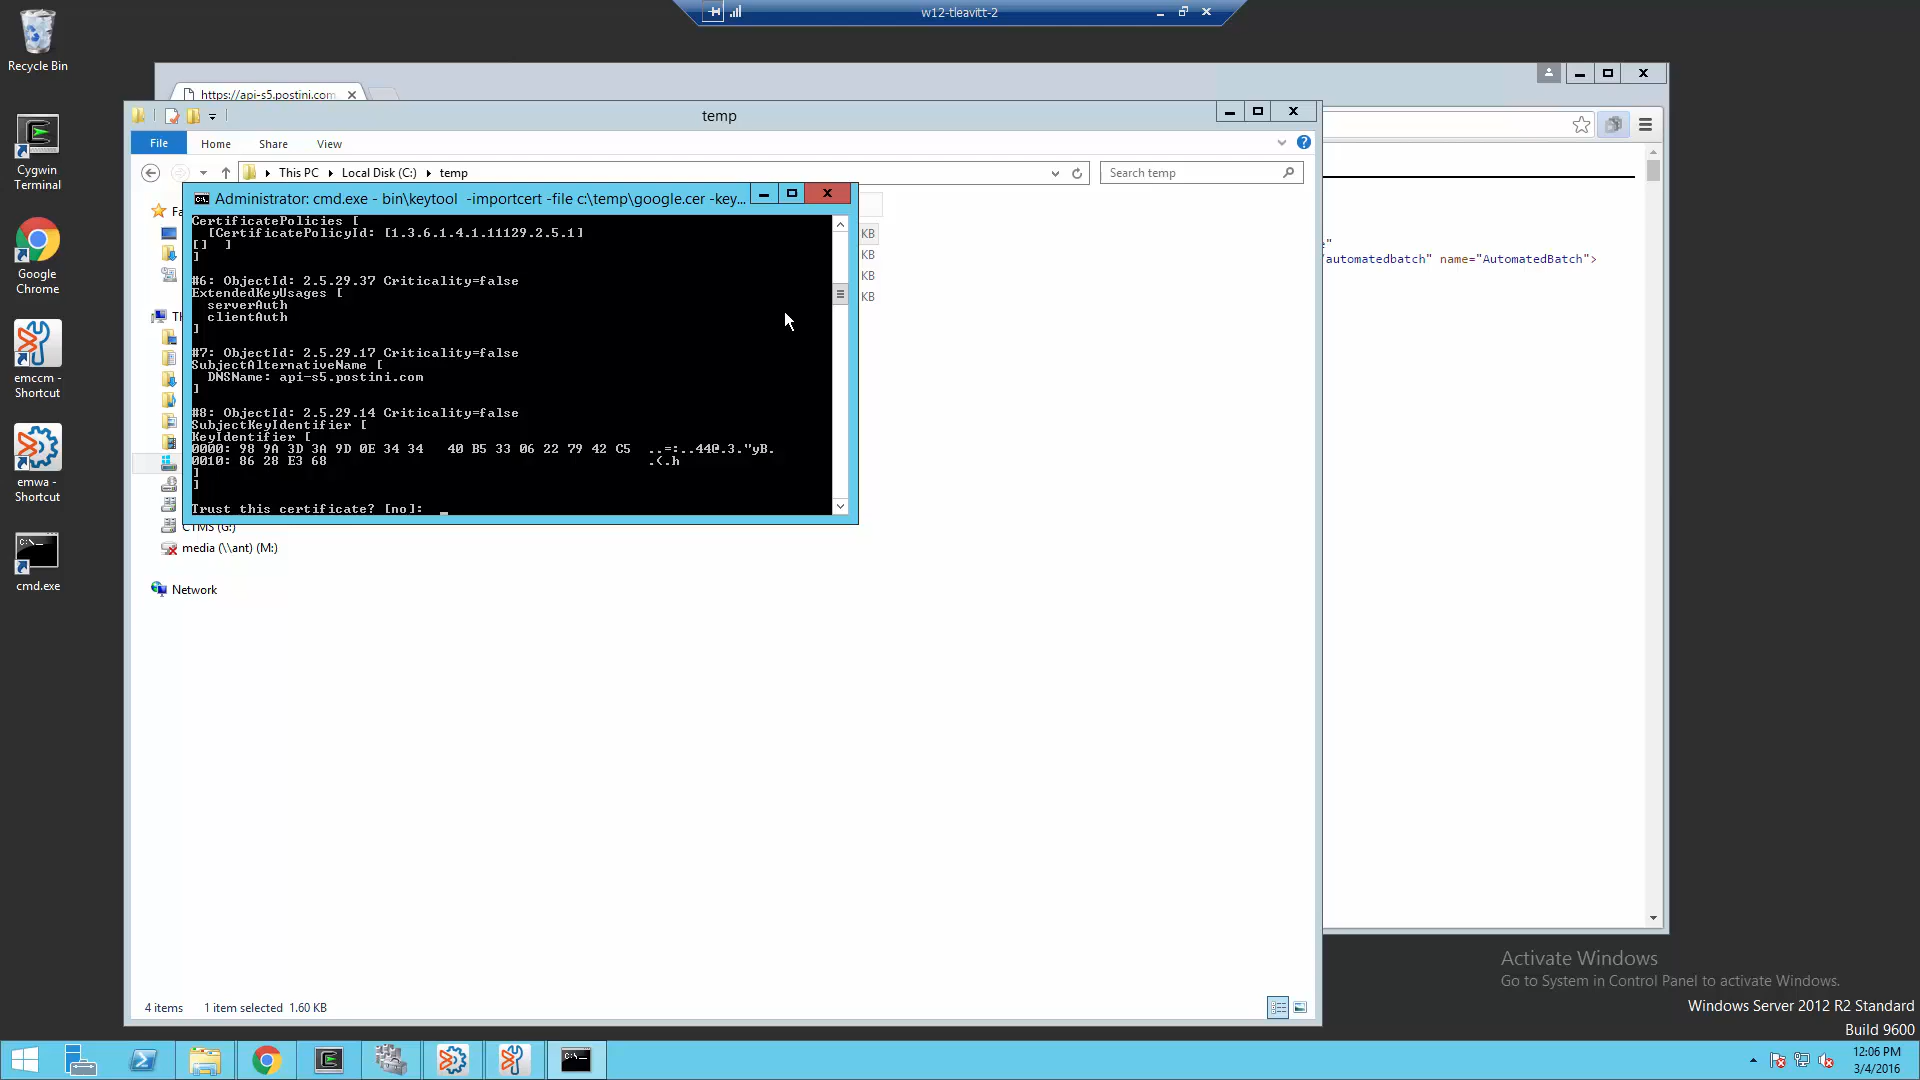 w12-tleavitt-2
Recycle Bin
https://api-s5.postini.com
temp
File
Home
Share
View
This PC
Local Disk (C:)
temp
Search temp
Cygwin
Terminal
Administrator: cmd.exe - bin\keytool  -importcert -file c:\temp\google.cer -key...
Fa
CertificatePolicies [
[CertificatePolicyId: [1.3.6.1.4.1.11129.2.5.1]
[]  ]
]
KB
KB
KB
KB
e"
/automatedbatch" name="AutomatedBatch">
#6: ObjectId: 2.5.29.37 Criticality=false
ExtendedKeyUsages [
serverAuth
clientAuth
]
Google
Chrome
Th
#7: ObjectId: 2.5.29.17 Criticality=false
SubjectAlternativeName [
DNSName: api-s5.postini.com
]
emccm -
Shortcut
#8: ObjectId: 2.5.29.14 Criticality=false
SubjectKeyIdentifier [
KeyIdentifier [
0000: 98 9A 3D 3A 9D 0E 34 34   40 B5 33 06 22 79 42 C5  ..=:..44@.3."yB.
0010: 86 28 E3 68                                        .(.h
]
]
Trust this certificate? [no]:
emwa -
Shortcut
CTMS (G:)
media (\\ant) (M:)
cmd.exe
Network
4 items
1 item selected  1.60 KB
Activate Windows
Go to System in Control Panel to activate Windows.
Windows Server 2012 R2 Standard
Build 9600
12:06 PM
3/4/2016